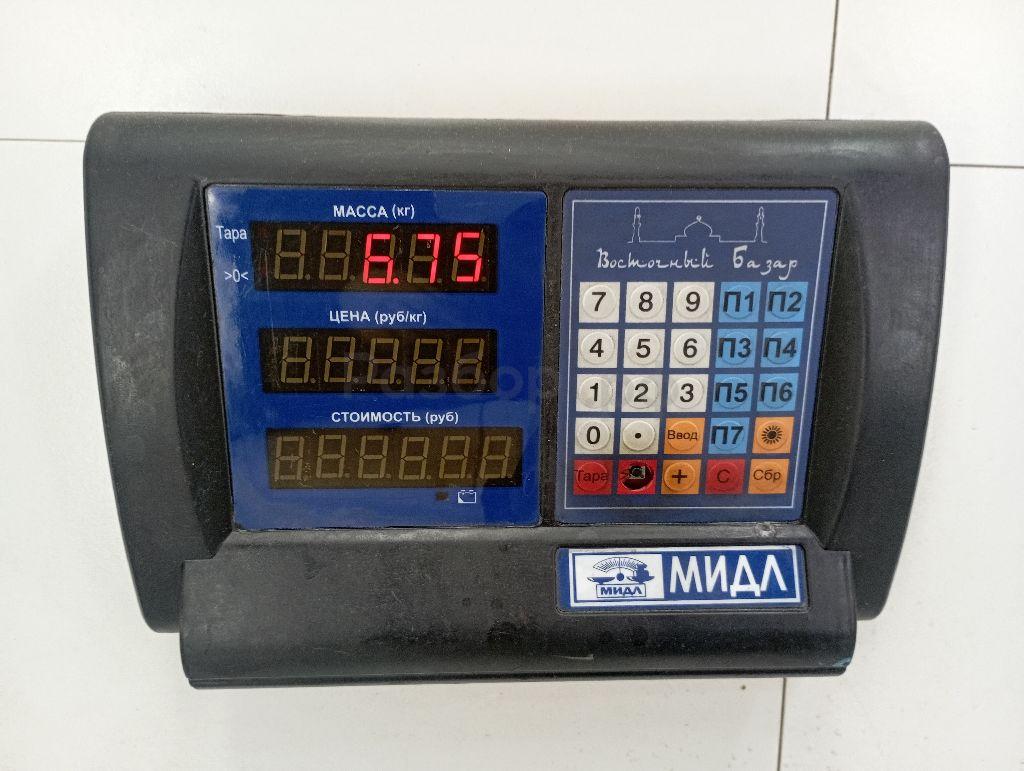 МАССА (кг)
Тара
6.75
>0<
ЦЕНА (руб/кг)
СТОИМОСТЬ (руб)
Восточный Базар
7 8 9 П1 П2
4 5 6 П3 П4
1 2 3 П5 П6
0 • Ввод П7
Тара + С Сбр
МИДЛ
МИДЛ